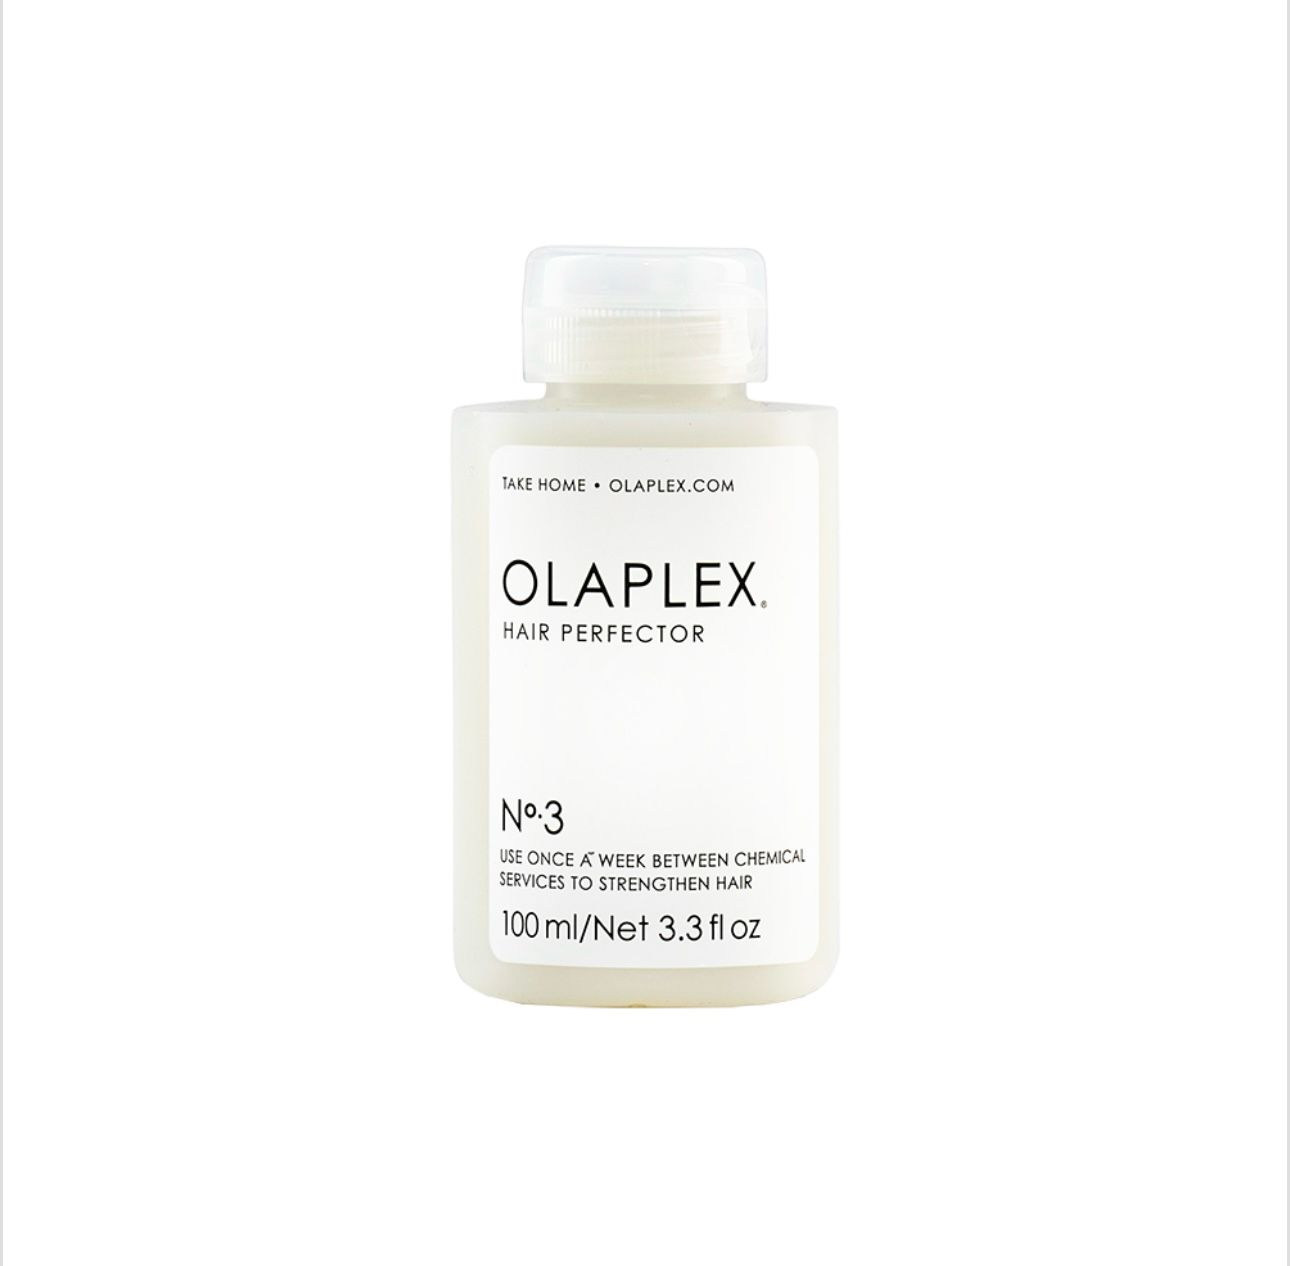 TAKE HOME • OLAPLEX.COM
OLAPLEX®
HAIR PERFECTOR
Nº.3
USE ONCE A WEEK BETWEEN CHEMICAL
SERVICES TO STRENGTHEN HAIR
100 ml/Net 3.3 fl oz